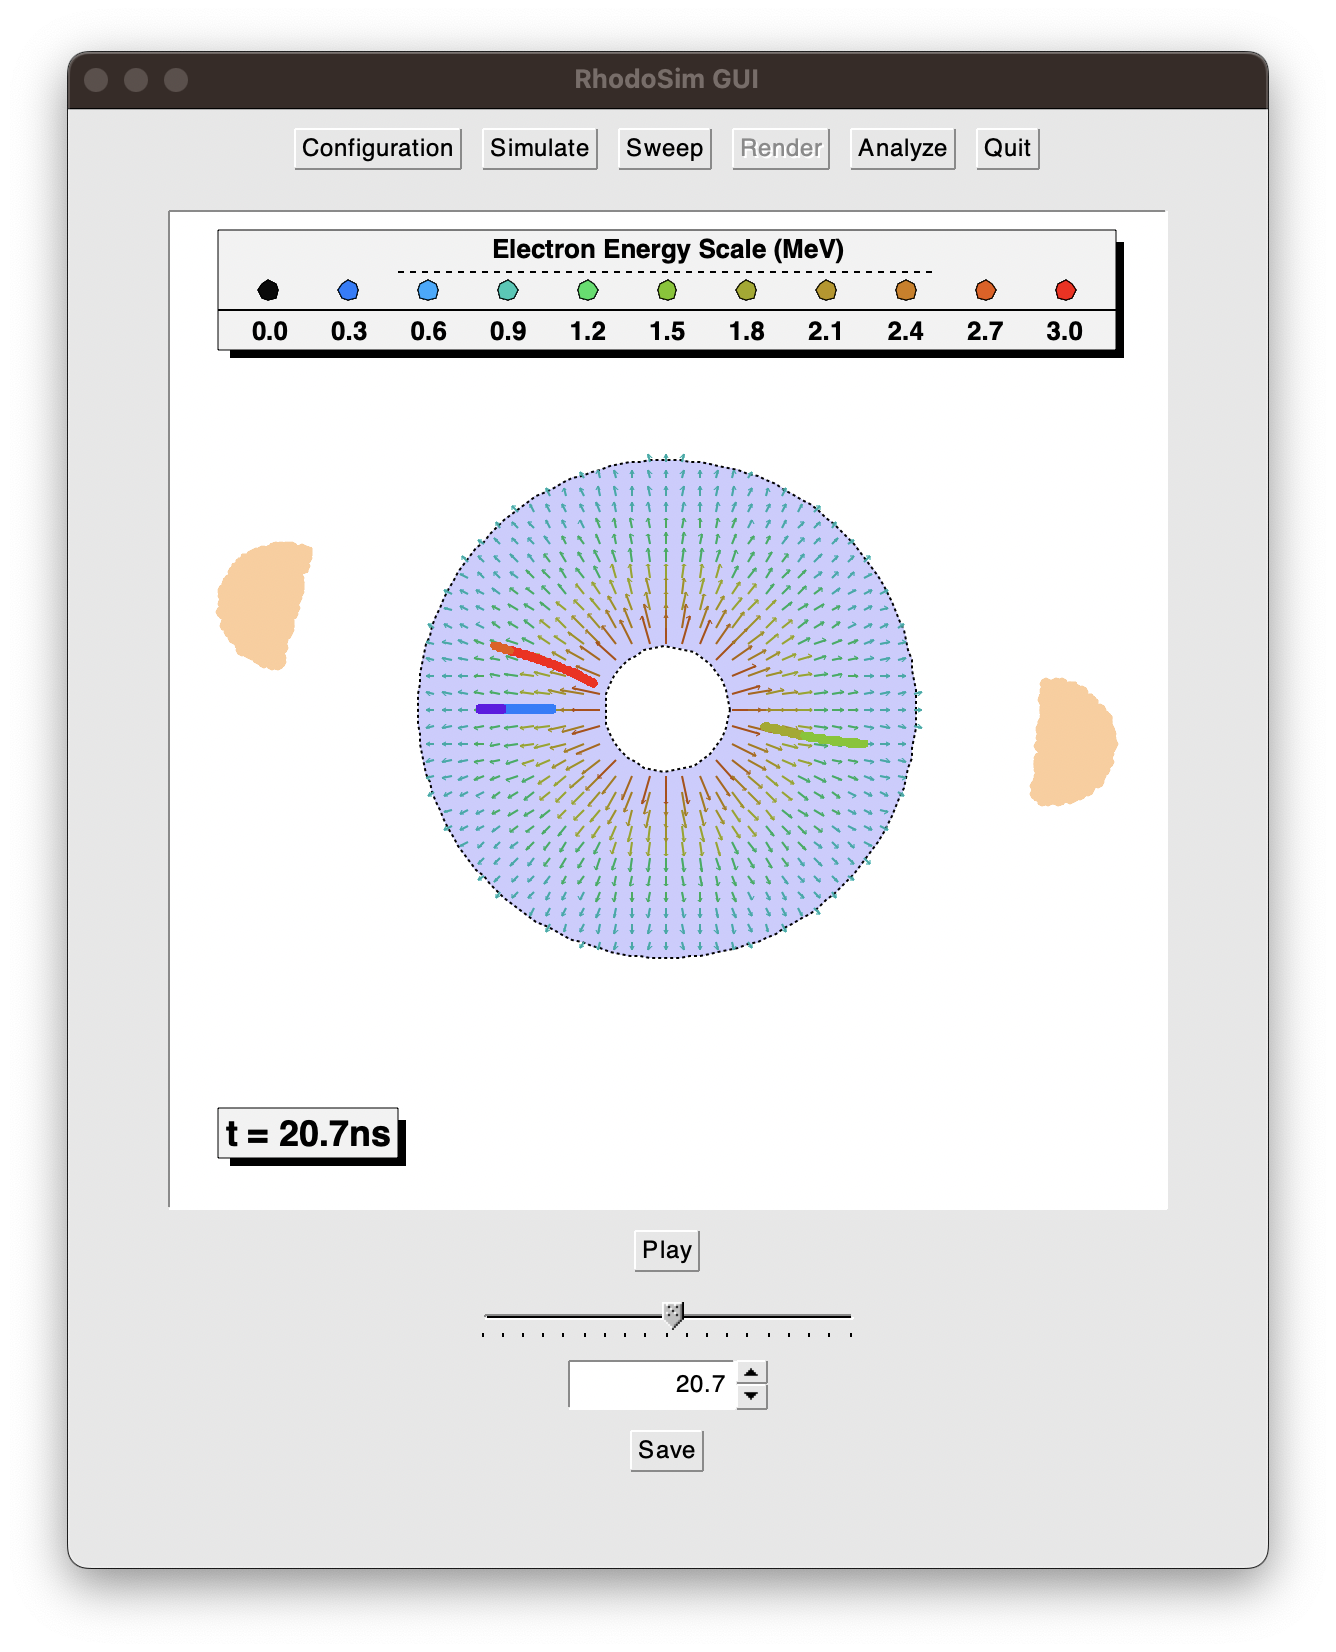 RhodoSim GUI
Configuration Simulate Sweep Render Analyze Quit
Electron Energy Scale (MeV)
0.0 0.3 0.6 0.9 1.2 1.5 1.8 2.1 2.4 2.7 3.0
t = 20.7ns
Play
20.7
Save